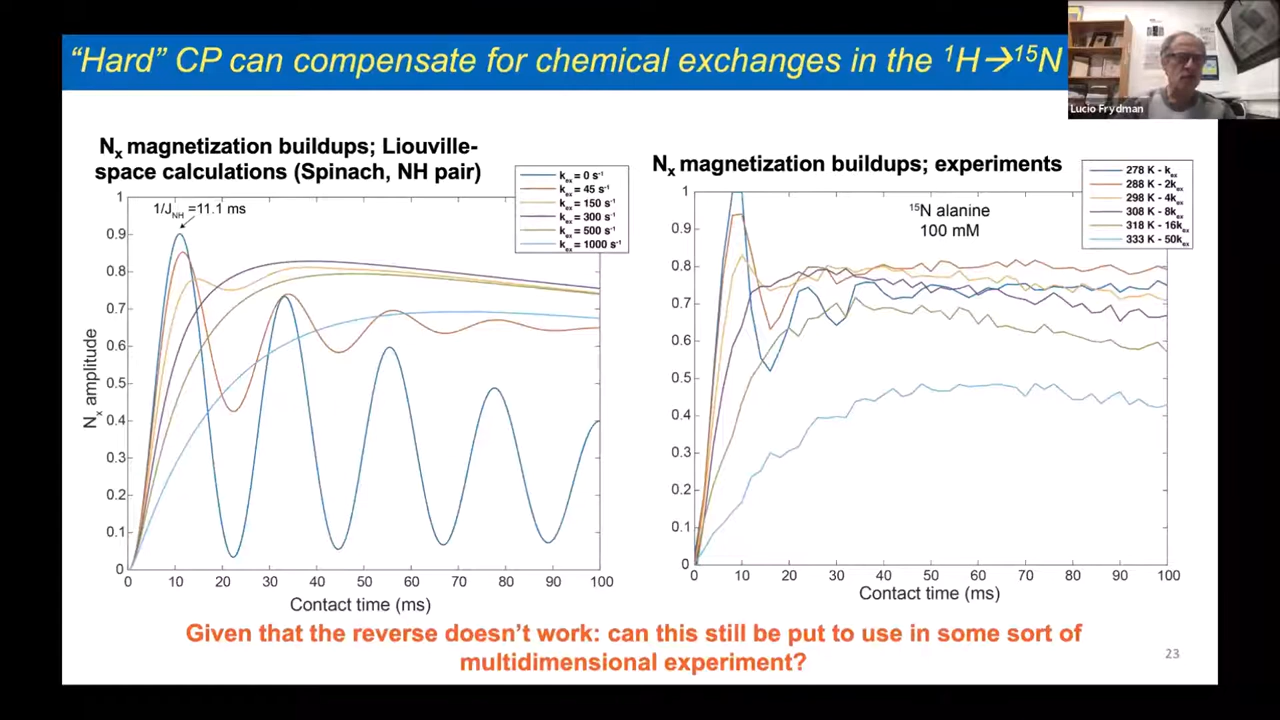 “Hard” CP can compensate for chemical exchanges in the ¹H→¹⁵N
Lucio Frydman
Nₓ magnetization buildups; Liouville-
space calculations (Spinach, NH pair)
kₑₓ = 0 s⁻¹
kₑₓ = 45 s⁻¹
kₑₓ = 150 s⁻¹
kₑₓ = 300 s⁻¹
kₑₓ = 500 s⁻¹
kₑₓ = 1000 s⁻¹
1/J_NH =11.1 ms
Nₓ amplitude
1
0.9
0.8
0.7
0.6
0.5
0.4
0.3
0.2
0.1
0
0 10 20 30 40 50 60 70 80 90 100
Contact time (ms)
Nₓ magnetization buildups; experiments
278 K - kₑₓ
288 K - 2kₑₓ
298 K - 4kₑₓ
308 K - 8kₑₓ
318 K - 16kₑₓ
333 K - 50kₑₓ
¹⁵N alanine
100 mM
1
0.9
0.8
0.7
0.6
0.5
0.4
0.3
0.2
0.1
0
0 10 20 30 40 50 60 70 80 90 100
Contact time (ms)
Given that the reverse doesn’t work: can this still be put to use in some sort of
multidimensional experiment?
23